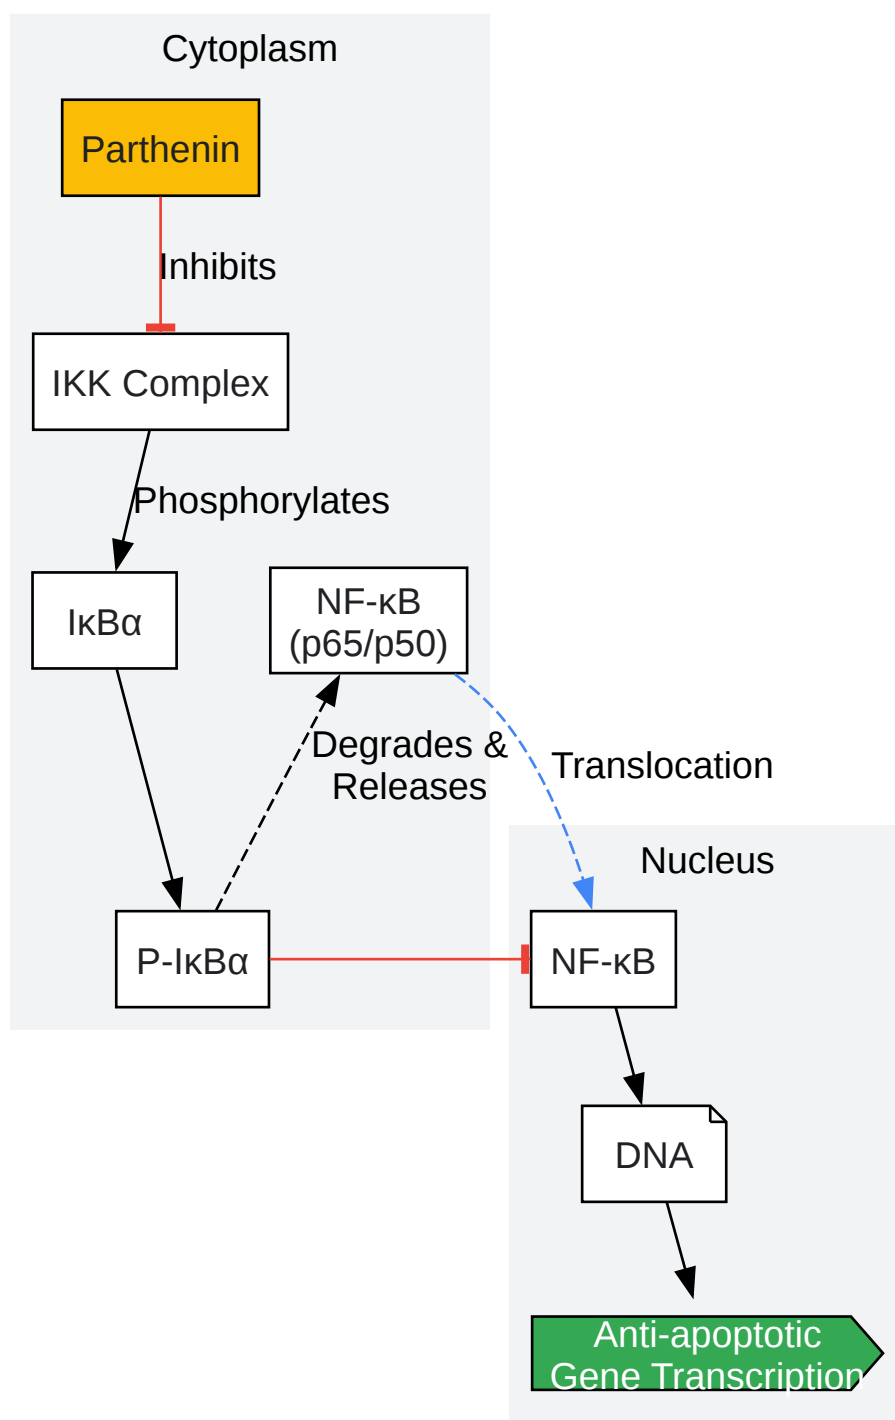 Cytoplasm
Parthenin
Inhibits
IKK Complex
Phosphorylates
IκBα
NF-κB
(p65/p50)
Degrades &
Releases
Translocation
Nucleus
P-IκBα
NF-κB
DNA
Anti-apoptotic
Gene Transcription